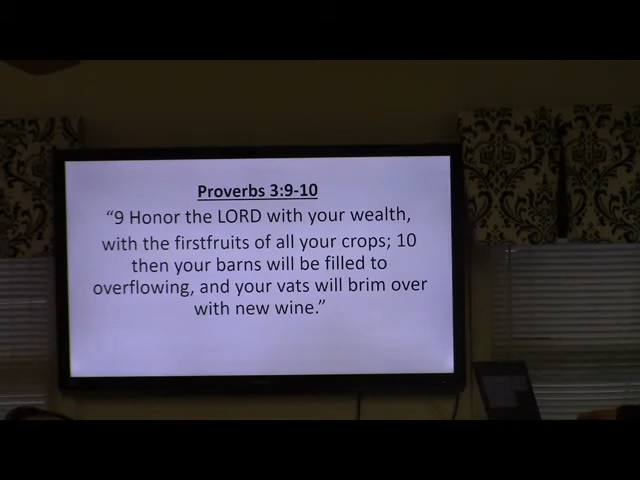 Proverbs 3:9-10
“9 Honor the LORD with your wealth,
with the firstfruits of all your crops; 10
then your barns will be filled to
overflowing, and your vats will brim over
with new wine.”